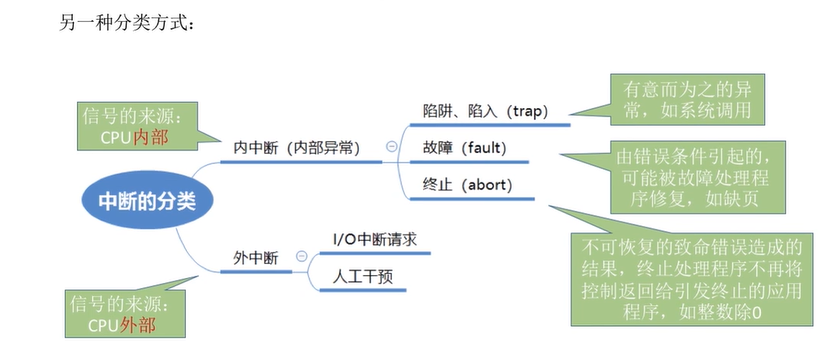 另一种分类方式：
信号的来源：
CPU内部
中断的分类
内中断（内部异常）
陷阱、陷入（trap）
故障（fault）
终止（abort）
有意而为之的异
常，如系统调用
由错误条件引起的，
可能被故障处理程
序修复，如缺页
不可恢复的致命错误造成的
结果，终止处理程序不再将
控制返回给引发终止的应用
程序，如整数除0
外中断
I/O中断请求
人工干预
信号的来源：
CPU外部